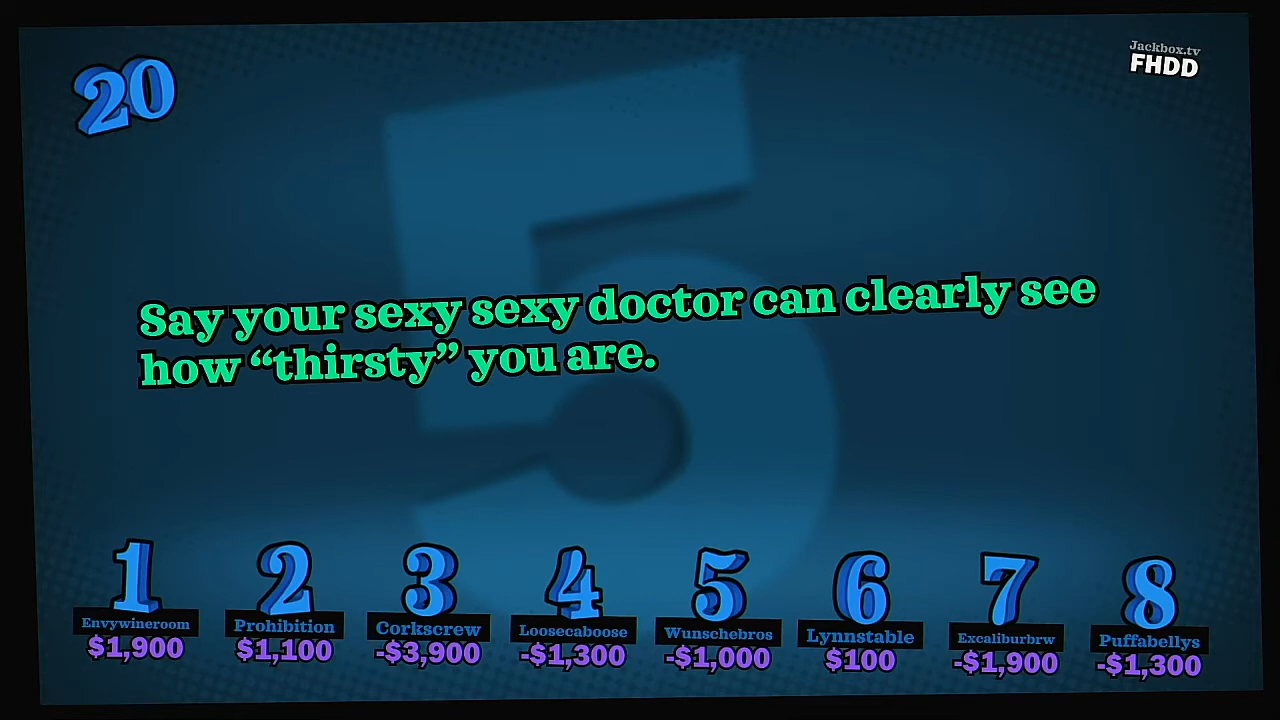 20
Jackbox.tv
FHDD
Say your sexy sexy doctor can clearly see
how “thirsty” you are.
1 2 3 4 5 6 7 8
Envywineroom Prohibition Corkscrew Loosecaboose Wunschebros Lynnstable Excaliburbrw Puffabellys
$1,900 $1,100 -$3,900 -$1,300 -$1,000 $100 -$1,900 -$1,300